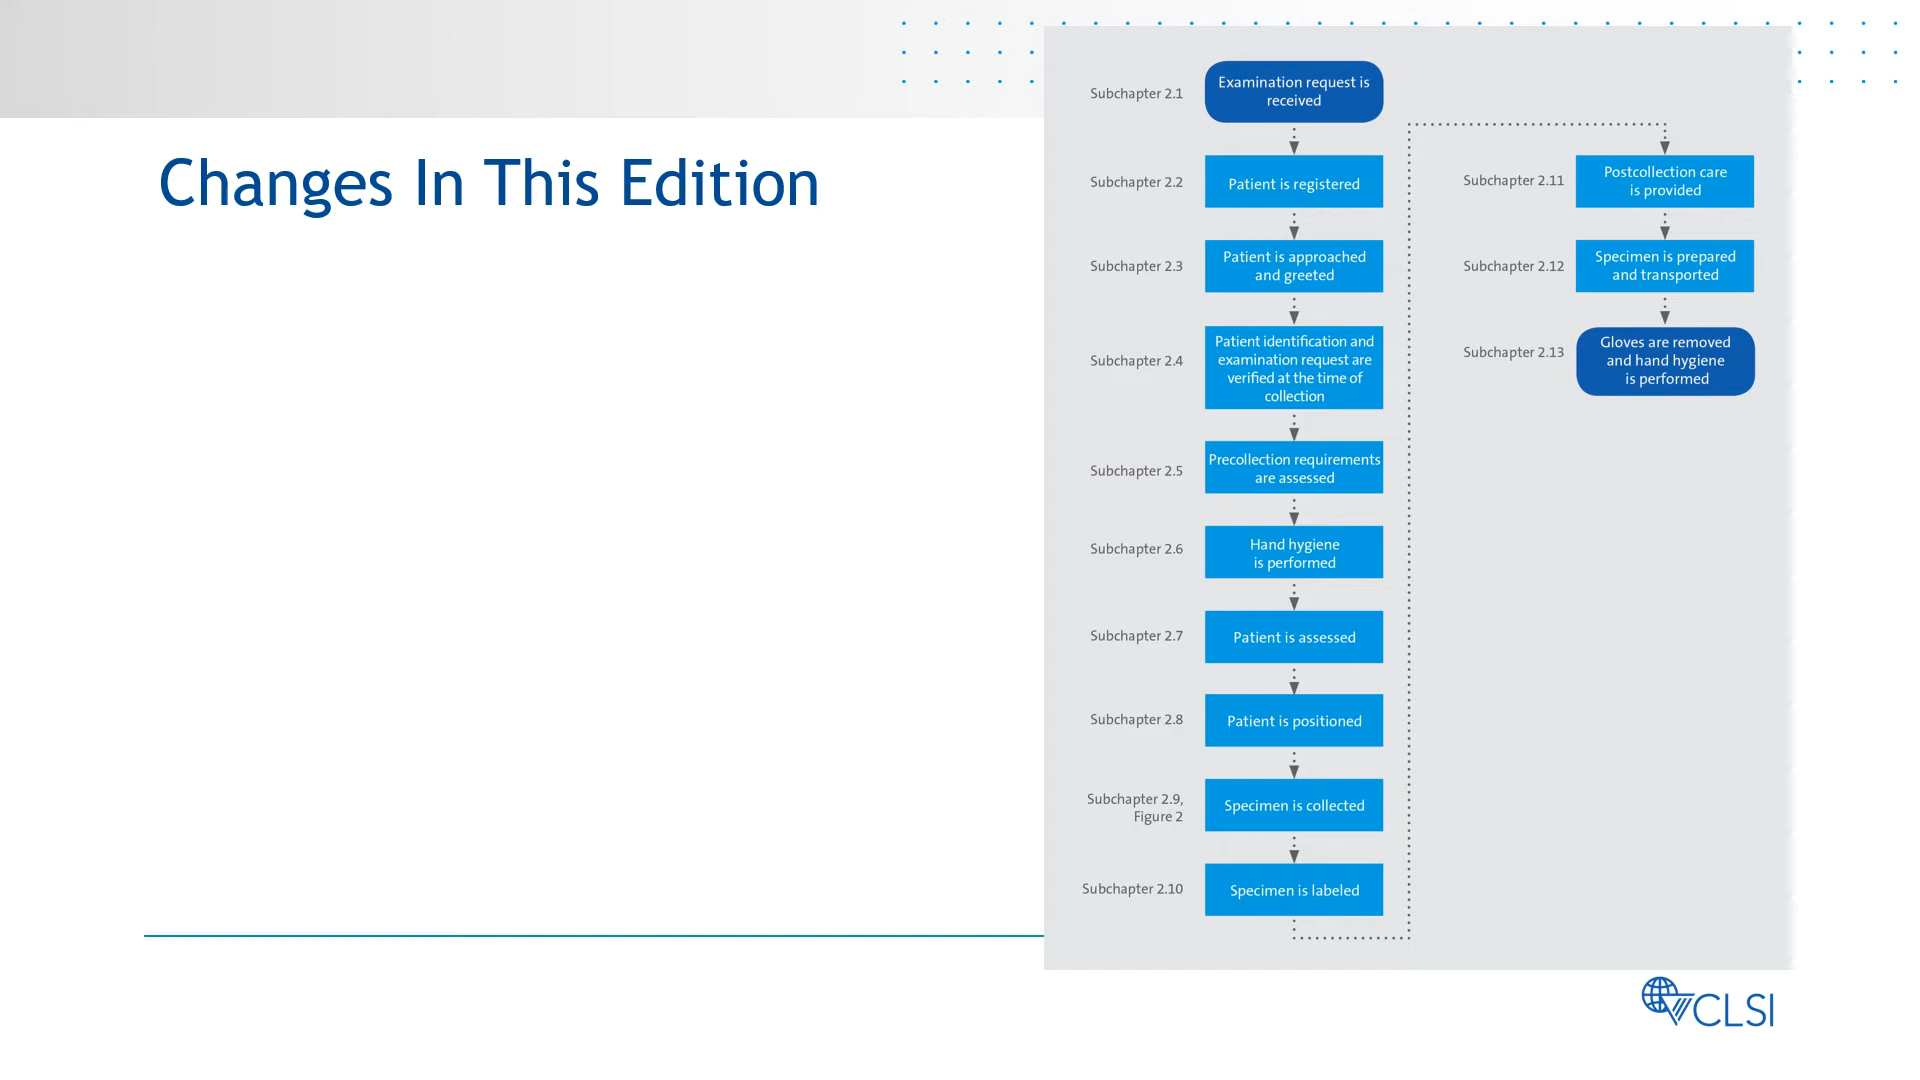 Changes In This Edition
Subchapter 2.1
Examination request is
received
Subchapter 2.2
Patient is registered
Subchapter 2.3
Patient is approached
and greeted
Subchapter 2.4
Patient identification and
examination request are
verified at the time of
collection
Subchapter 2.5
Precollection requirements
are assessed
Subchapter 2.6
Hand hygiene
is performed
Subchapter 2.7
Patient is assessed
Subchapter 2.8
Patient is positioned
Subchapter 2.9,
Figure 2
Specimen is collected
Subchapter 2.10
Specimen is labeled
Subchapter 2.11
Postcollection care
is provided
Subchapter 2.12
Specimen is prepared
and transported
Subchapter 2.13
Gloves are removed
and hand hygiene
is performed
CLSI